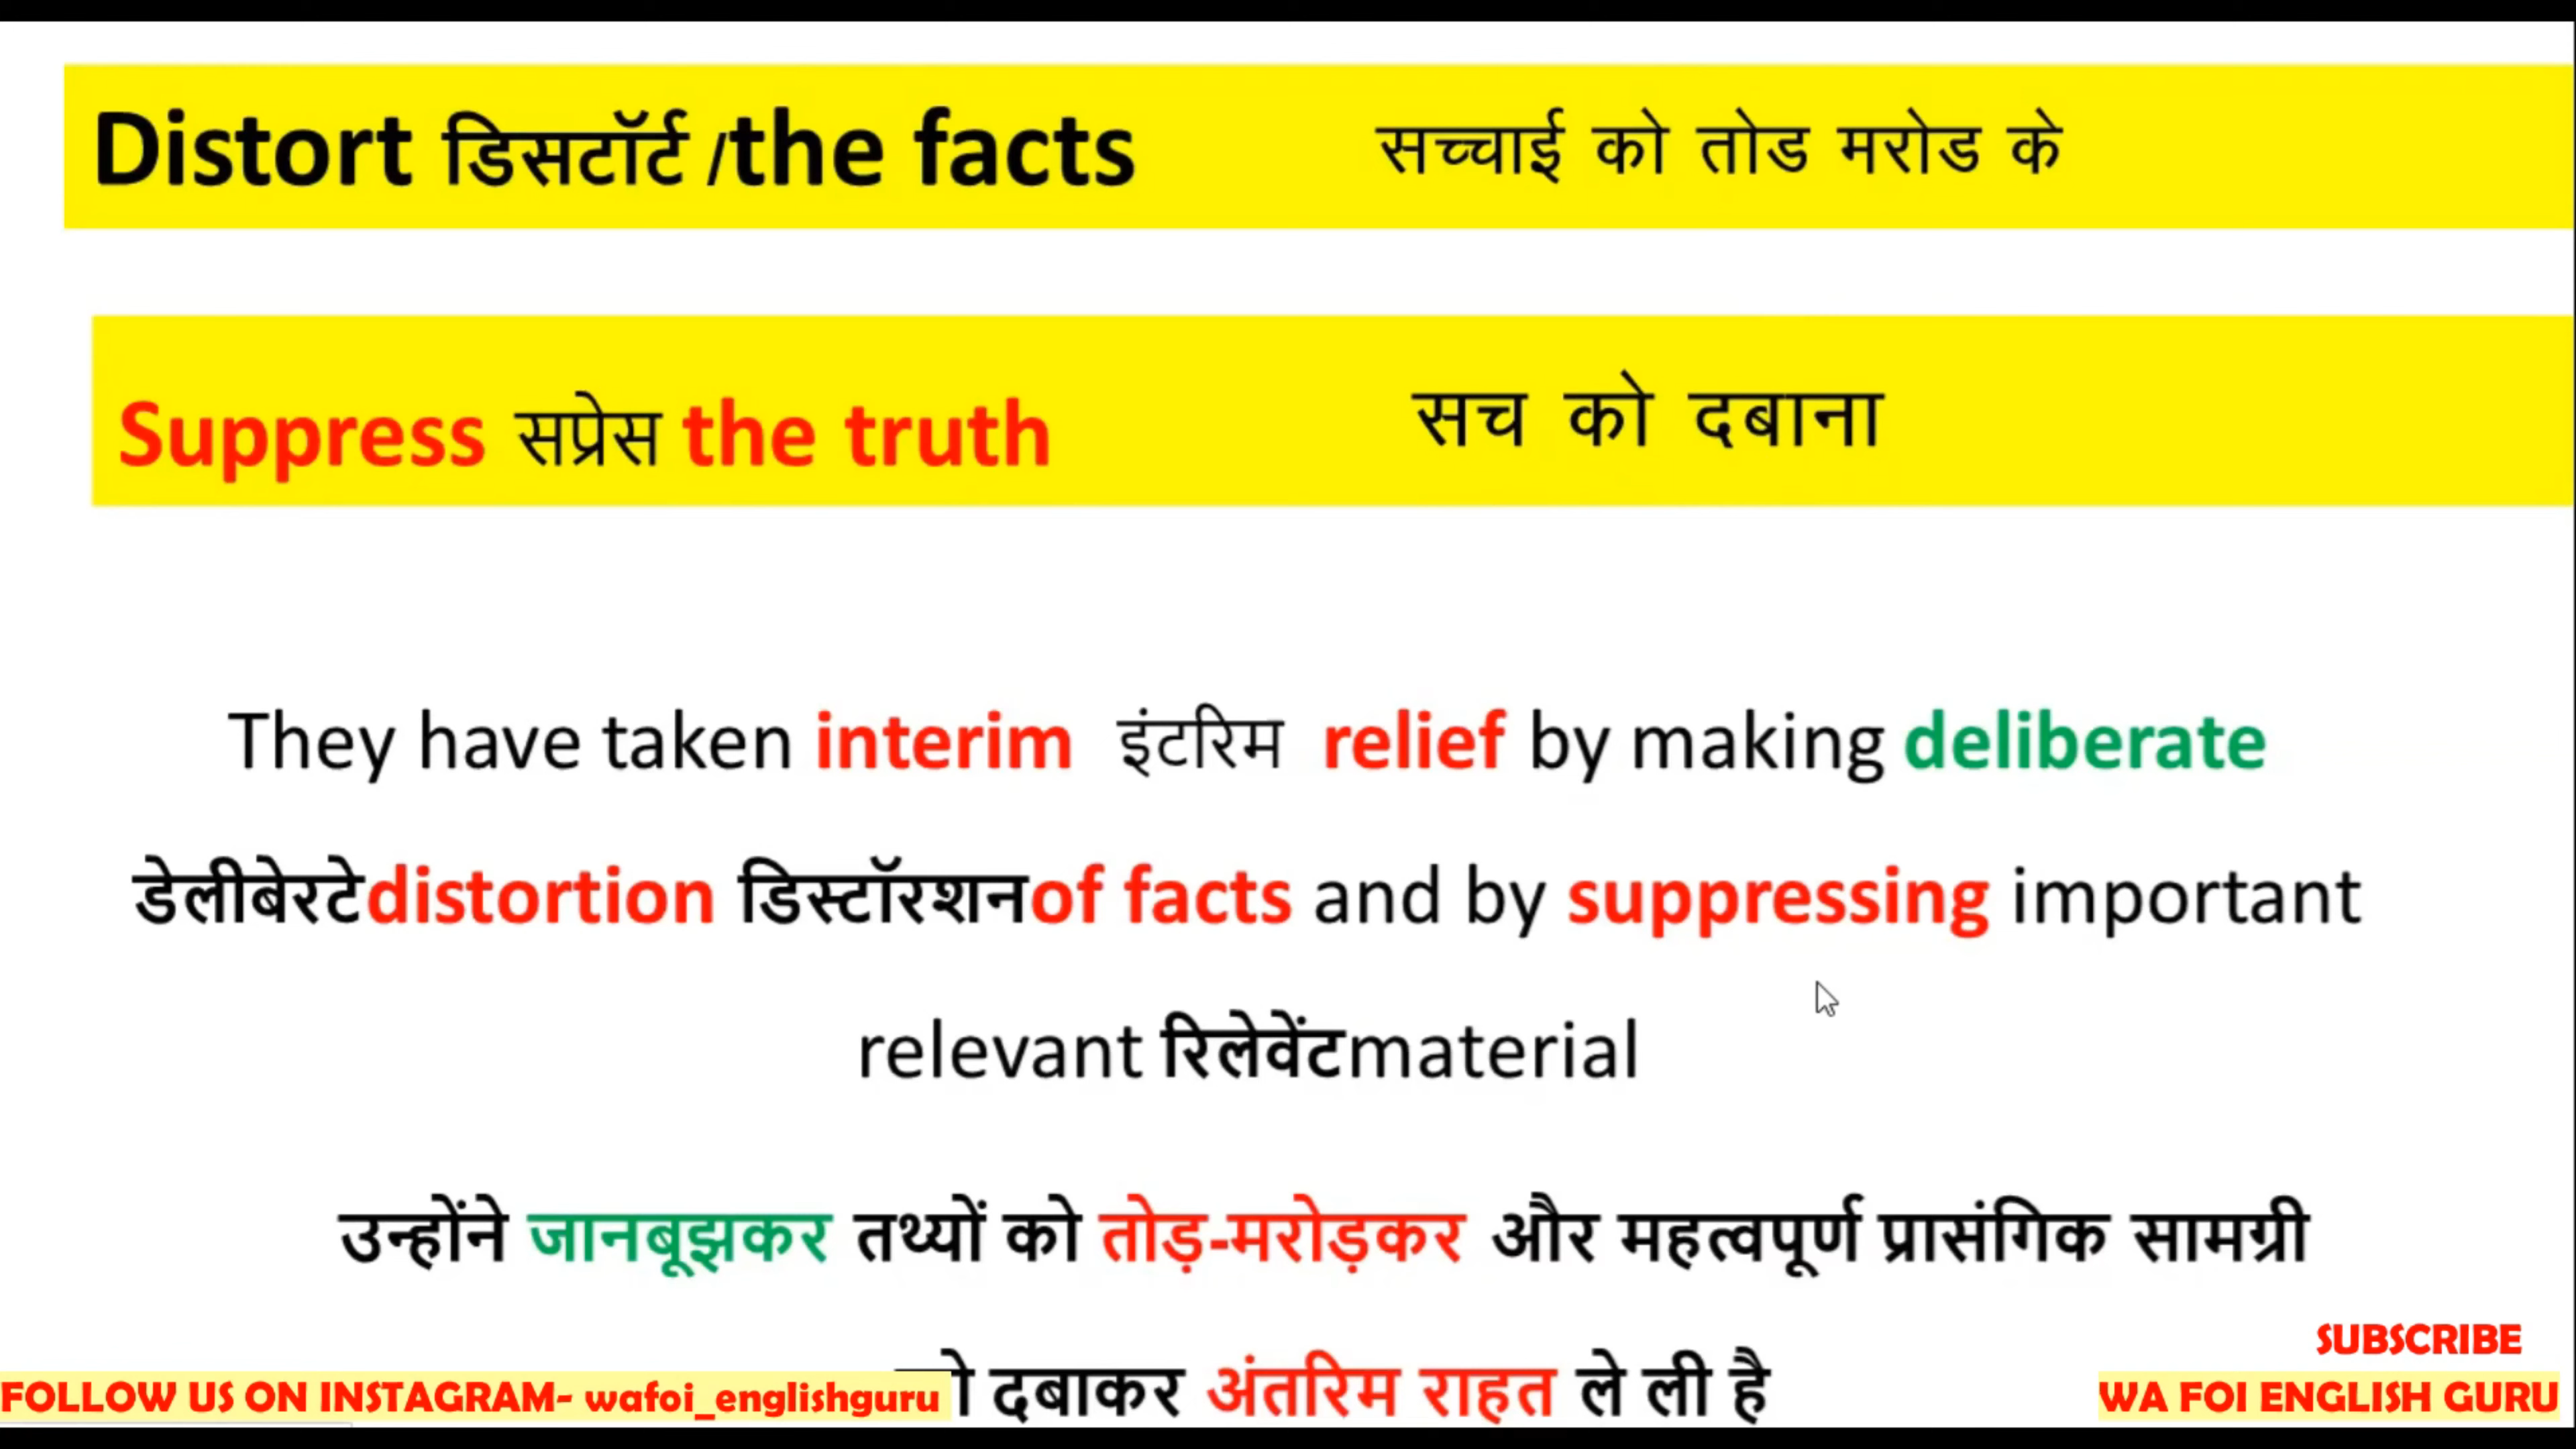 Distort डिसटॉर्ट /the facts सच्चाई को तोड मरोड के
Suppress सप्रेस the truth सच को दबाना
They have taken interim इंटरिम relief by making deliberate
डेलीबेरटेdistortion डिस्टॉरशनof facts and by suppressing important
relevant रिलेवेंटmaterial
उन्होंने जानबूझकर तथ्यों को तोड़-मरोड़कर और महत्वपूर्ण प्रासंगिक सामग्री
दबाकर अंतरिम राहत ले ली है
SUBSCRIBE
FOLLOW US ON INSTAGRAM- wafoi_englishguru
WA FOI ENGLISH GURU